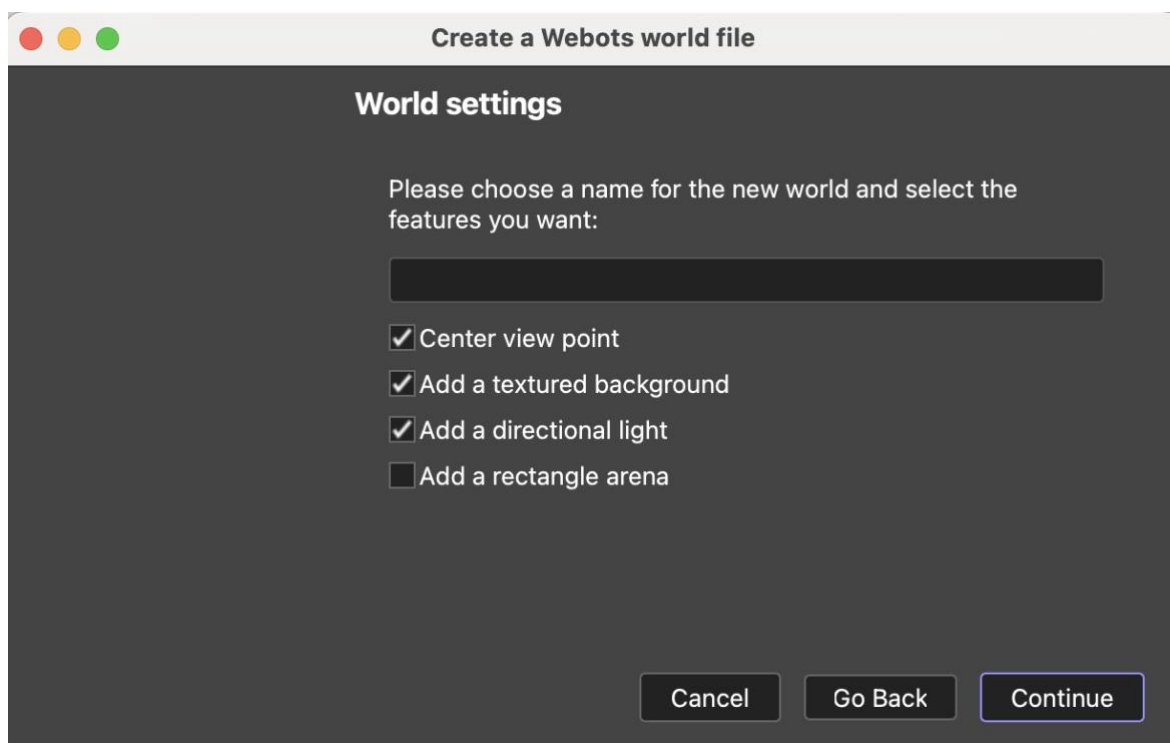 Create a Webots world file
World settings
Please choose a name for the new world and select the
features you want:
Center view point
Add a textured background
Add a directional light
Add a rectangle arena
Cancel Go Back Continue